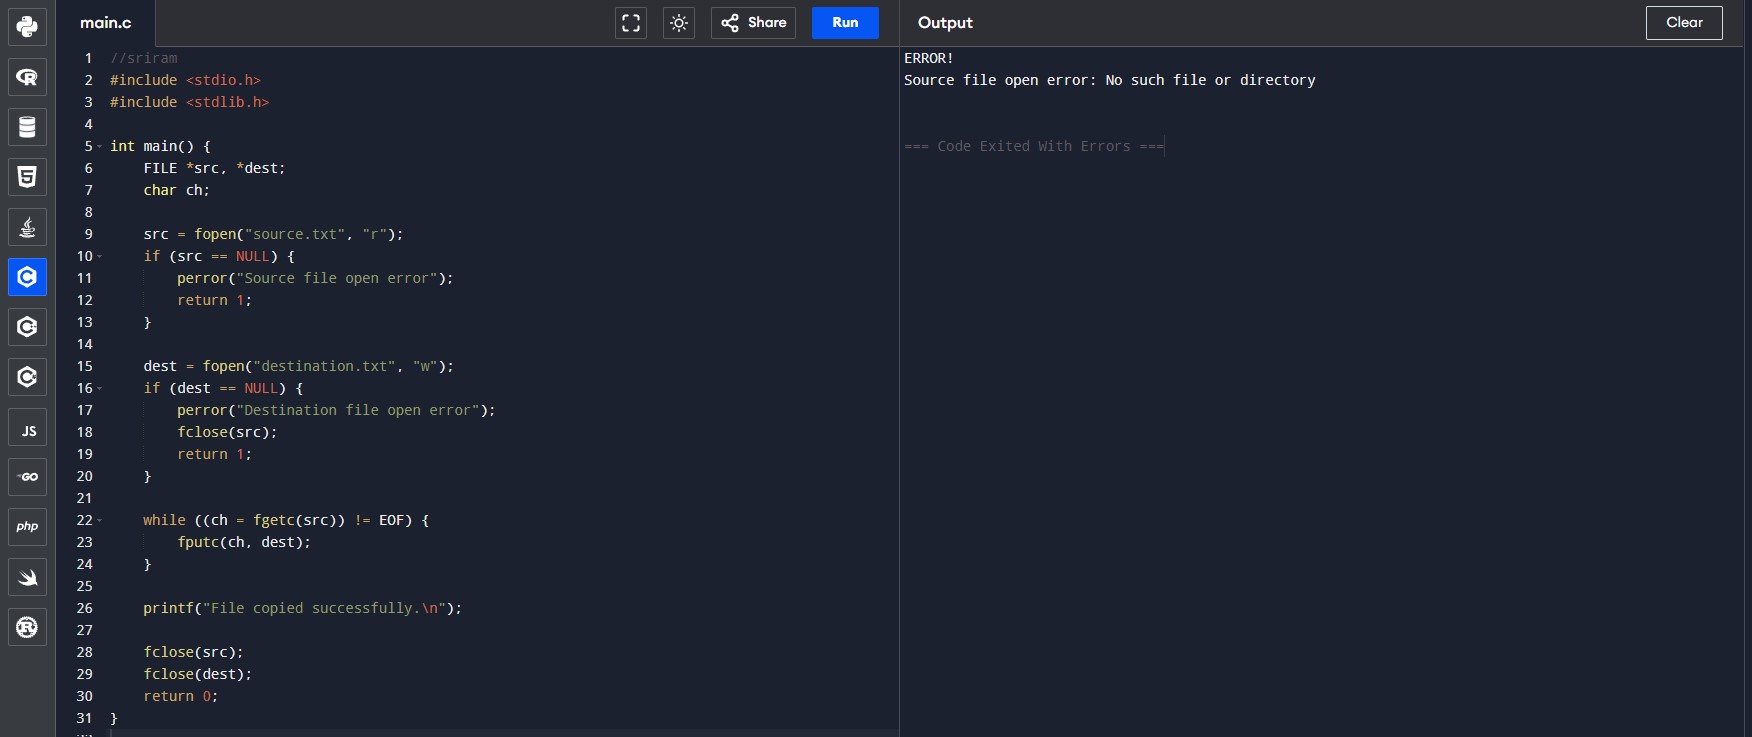 main.c
Share
Run
Output
Clear
1 //sriram
2 #include <stdio.h>
3 #include <stdlib.h>
4
5 int main() {
6     FILE *src, *dest;
7     char ch;
8
9     src = fopen("source.txt", "r");
10     if (src == NULL) {
11         perror("Source file open error");
12         return 1;
13     }
14
15     dest = fopen("destination.txt", "w");
16     if (dest == NULL) {
17         perror("Destination file open error");
18         fclose(src);
19         return 1;
20     }
21
22     while ((ch = fgetc(src)) != EOF) {
23         fputc(ch, dest);
24     }
25
26     printf("File copied successfully.\n");
27
28     fclose(src);
29     fclose(dest);
30     return 0;
31 }
ERROR!
Source file open error: No such file or directory
=== Code Exited With Errors ===
R
5
C
C
C
JS
GO
php
R